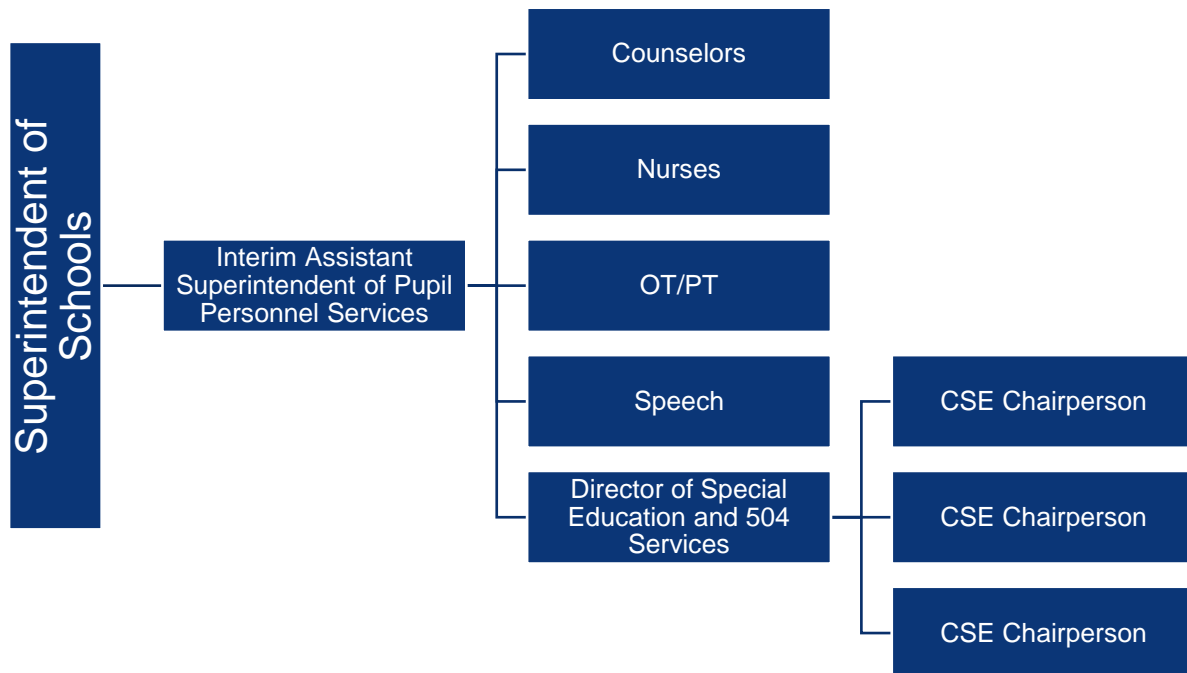 Superintendent of
Schools
Interim Assistant
Superintendent of Pupil
Personnel Services
Counselors
Nurses
OT/PT
Speech
Director of Special
Education and 504
Services
CSE Chairperson
CSE Chairperson
CSE Chairperson